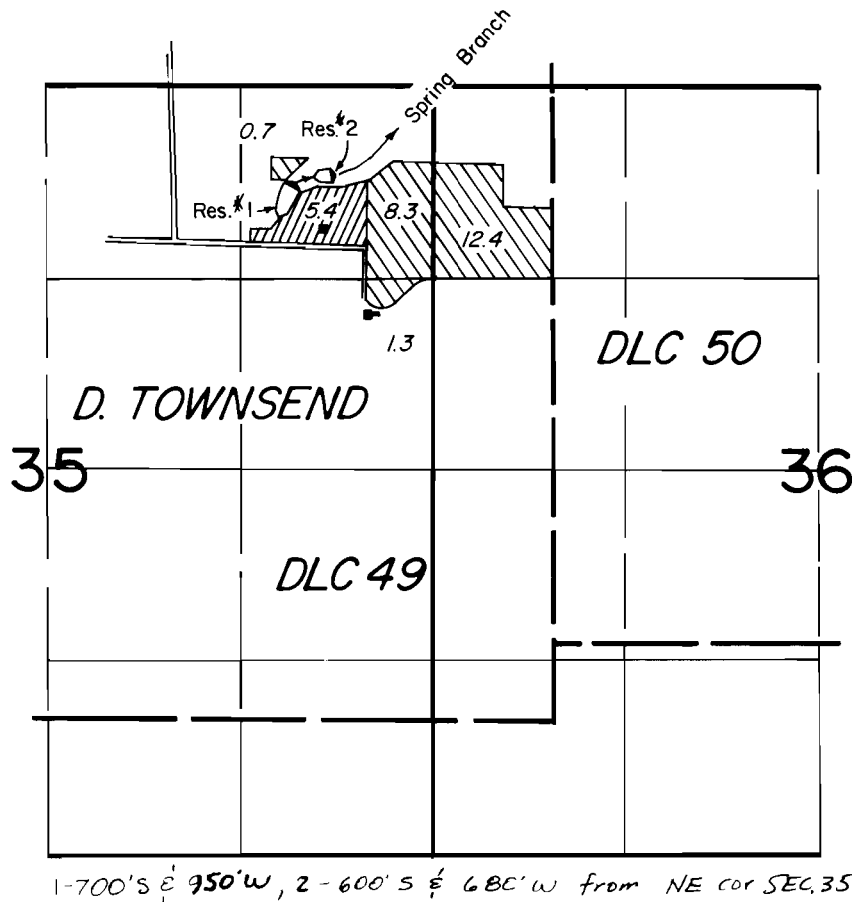 Spring Branch
0.7
Res. #2
Res. #1
5.4
8.3
12.4
1.3
DLC 50
D. TOWNSEND
35
36
DLC 49
1-700'S & 950'W, 2-600'S & 680'W from NE cor SEC. 35